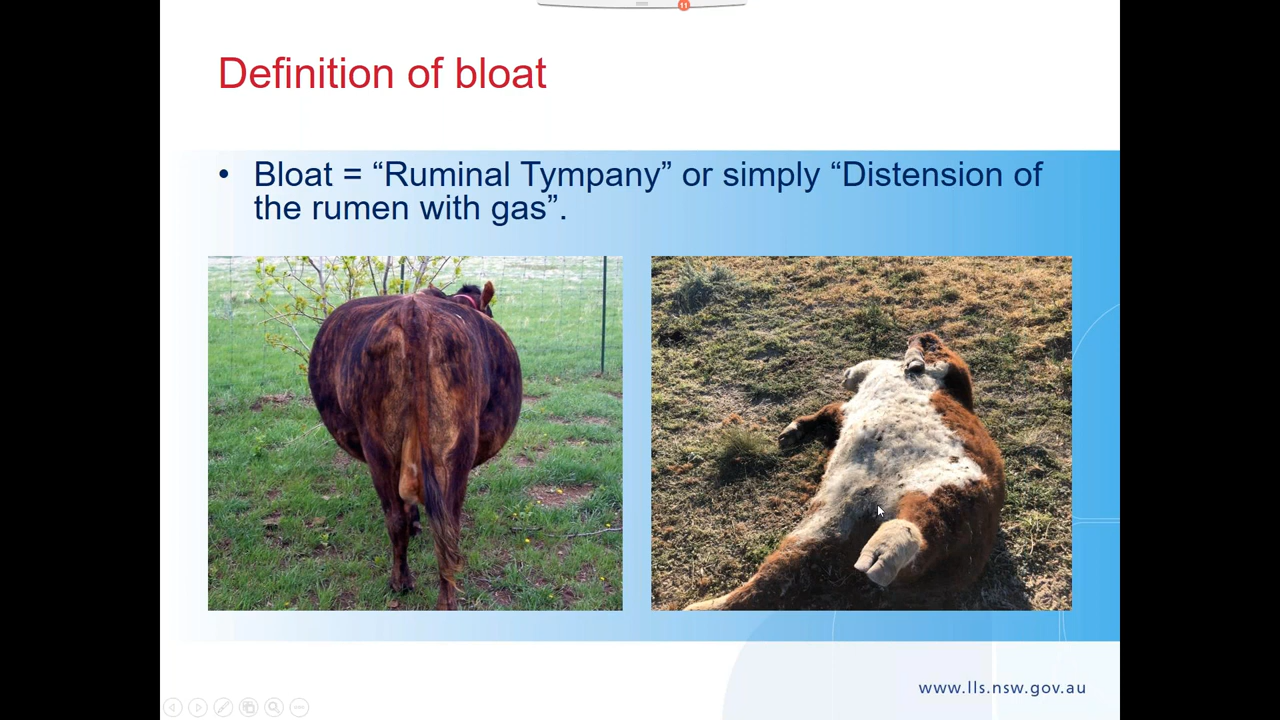 11
Definition of bloat
• Bloat = “Ruminal Tympany” or simply “Distension of
the rumen with gas”.
www.lls.nsw.gov.au